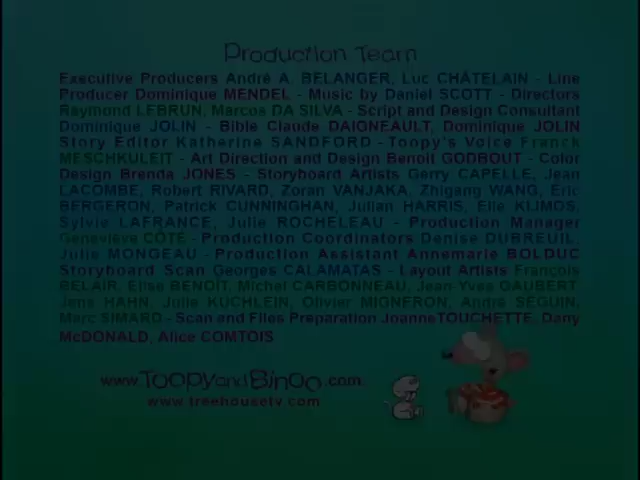 Production Team
Executive Producers André A. BÉLANGER, Luc CHÂTELAIN - Line
Producer Dominique MENDEL - Music by Daniel SCOTT - Directors
Raymond LEBRUN, Marcos DA SILVA - Script and Design Consultant
Dominique JOLIN - Bible Claude DAIGNEAULT, Dominique JOLIN
Story Editor Katherine SANDFORD - Toopy's Voice Franck
MESCHKULEIT - Art Direction and Design Benoit GODBOUT - Color
Design Brenda JONES - Storyboard Artists Gerry CAPELLE, Jean
LACOMBE, Robert RIVARD, Zoran VANJAKA, Zhigang WANG, Éric
BERGERON, Patrick CUNNINGHAN, Julian HARRIS, Elie KLIMOS,
Sylvie LAFRANCE, Julie ROCHELEAU - Production Manager
Geneviève CÔTÉ - Production Coordinators Denise DUBREUIL,
Julie MONGEAU - Production Assistant Annemarie BOLDUC
Storyboard Scan Georges CALAMATAS - Layout Artists François
BELAIR, Elise BENOIT, Michel CARBONNEAU, Jean-Yves GAUBERT,
Jens HAHN, Julie KUCHLEIN, Olivier MIGNERON, André SEGUIN,
Marc SIMARD - Scan and Files Preparation Joanne TOUCHETTE, Dany
McDONALD, Alice COMTOIS
www.ToopyandBinoo.com
www.treehousetv.com